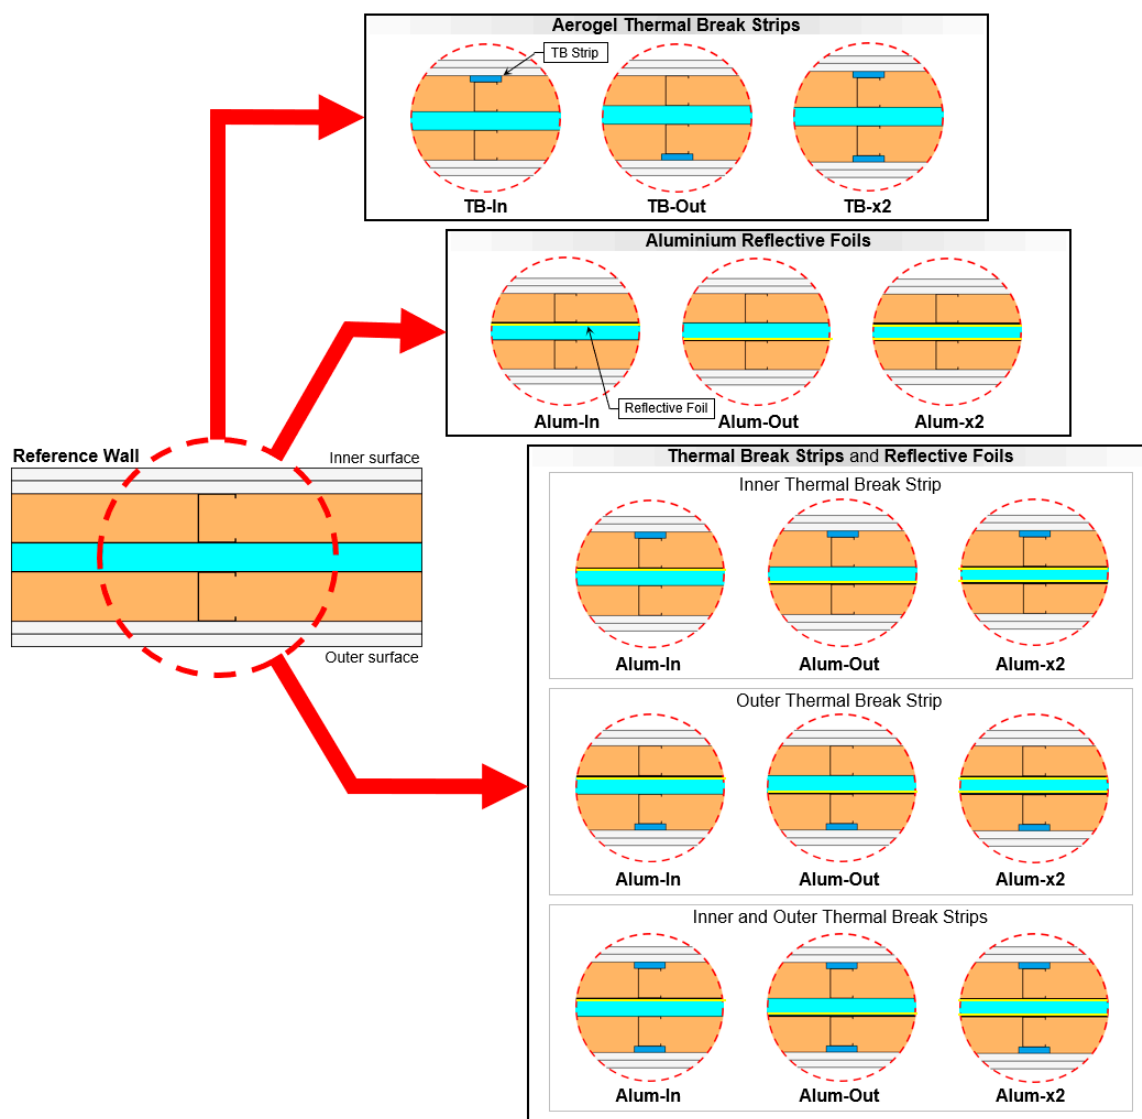 Aerogel Thermal Break Strips
TB Strip
TB-In
TB-Out
TB-x2
Aluminium Reflective Foils
Reflective Foil
Alum-In
Alum-Out
Alum-x2
Reference Wall
Inner surface
Outer surface
Thermal Break Strips and Reflective Foils
Inner Thermal Break Strip
Alum-In
Alum-Out
Alum-x2
Outer Thermal Break Strip
Alum-In
Alum-Out
Alum-x2
Inner and Outer Thermal Break Strips
Alum-In
Alum-Out
Alum-x2